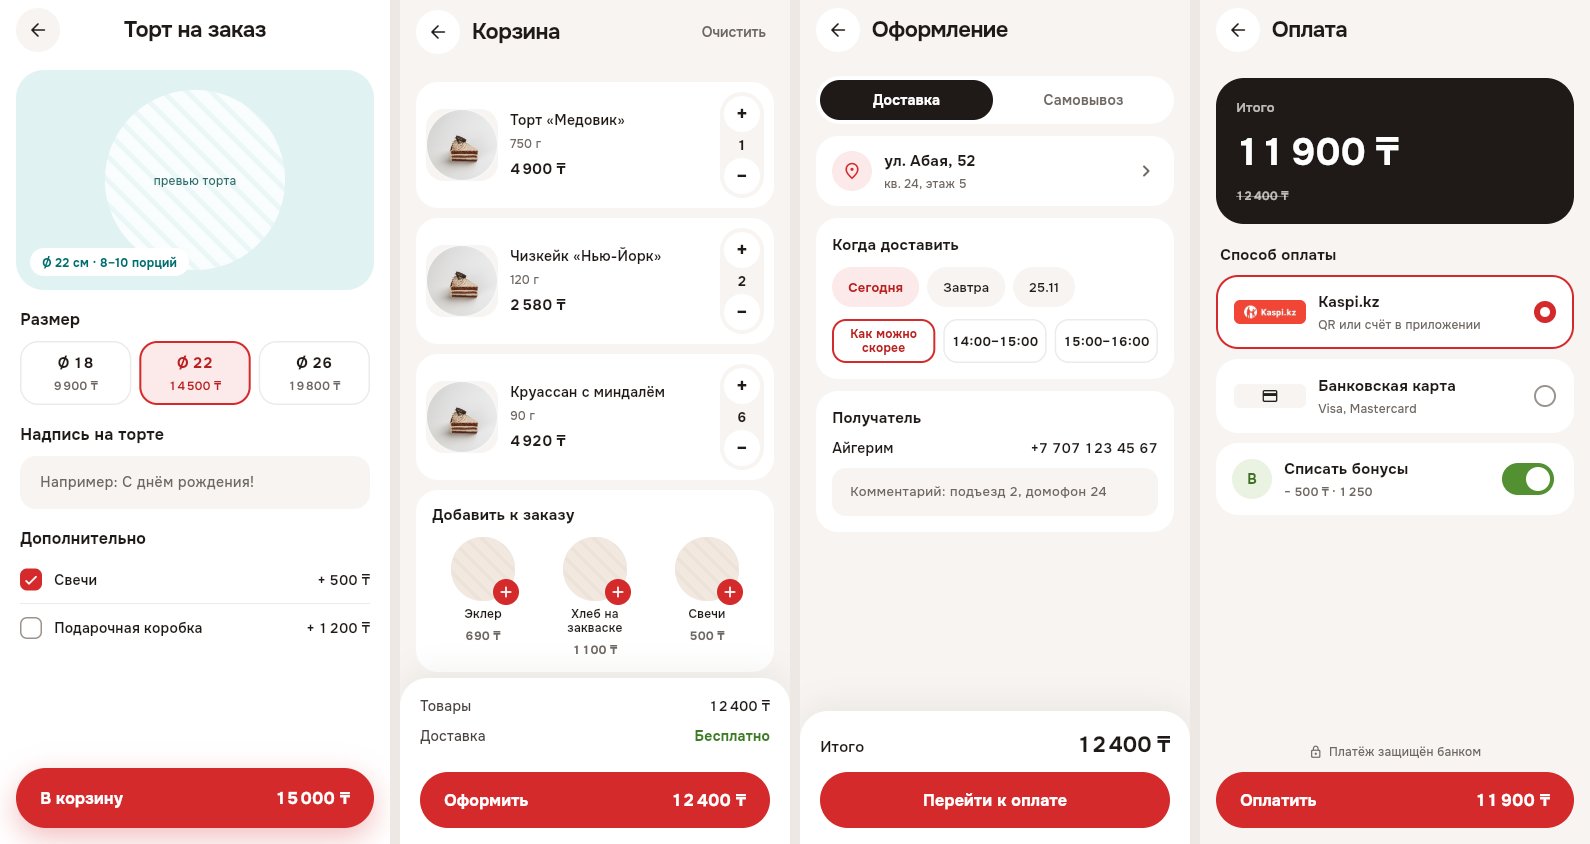 Торт на заказ
превью торта
Ø 22 см · 8–10 порций
Размер
Ø 18
9 900 ₸
Ø 22
14 500 ₸
Ø 26
19 800 ₸
Надпись на торте
Например: С днём рождения!
Дополнительно
Свечи
+ 500 ₸
Подарочная коробка
+ 1 200 ₸
В корзину
15 000 ₸
Корзина
Очистить
Торт «Медовик»
750 г
4 900 ₸
+
1
−
Чизкейк «Нью-Йорк»
120 г
2 580 ₸
+
2
−
Круассан с миндалём
90 г
4 920 ₸
+
6
−
Добавить к заказу
Эклер
690 ₸
Хлеб на
закваске
1 100 ₸
Свечи
500 ₸
Товары
12 400 ₸
Доставка
Бесплатно
Оформить
12 400 ₸
Оформление
Доставка
Самовывоз
ул. Абая, 52
кв. 24, этаж 5
Когда доставить
Сегодня
Завтра
25.11
Как можно
скорее
14:00–15:00
15:00–16:00
Получатель
Айгерим
+7 707 123 45 67
Комментарий: подъезд 2, домофон 24
Итого
12 400 ₸
Перейти к оплате
Оплата
Итого
11 900 ₸
12 400 ₸
Способ оплаты
Kaspi.kz
Kaspi.kz
QR или счёт в приложении
Банковская карта
Visa, Mastercard
B
Списать бонусы
− 500 ₸ · 1 250
Платёж защищён банком
Оплатить
11 900 ₸